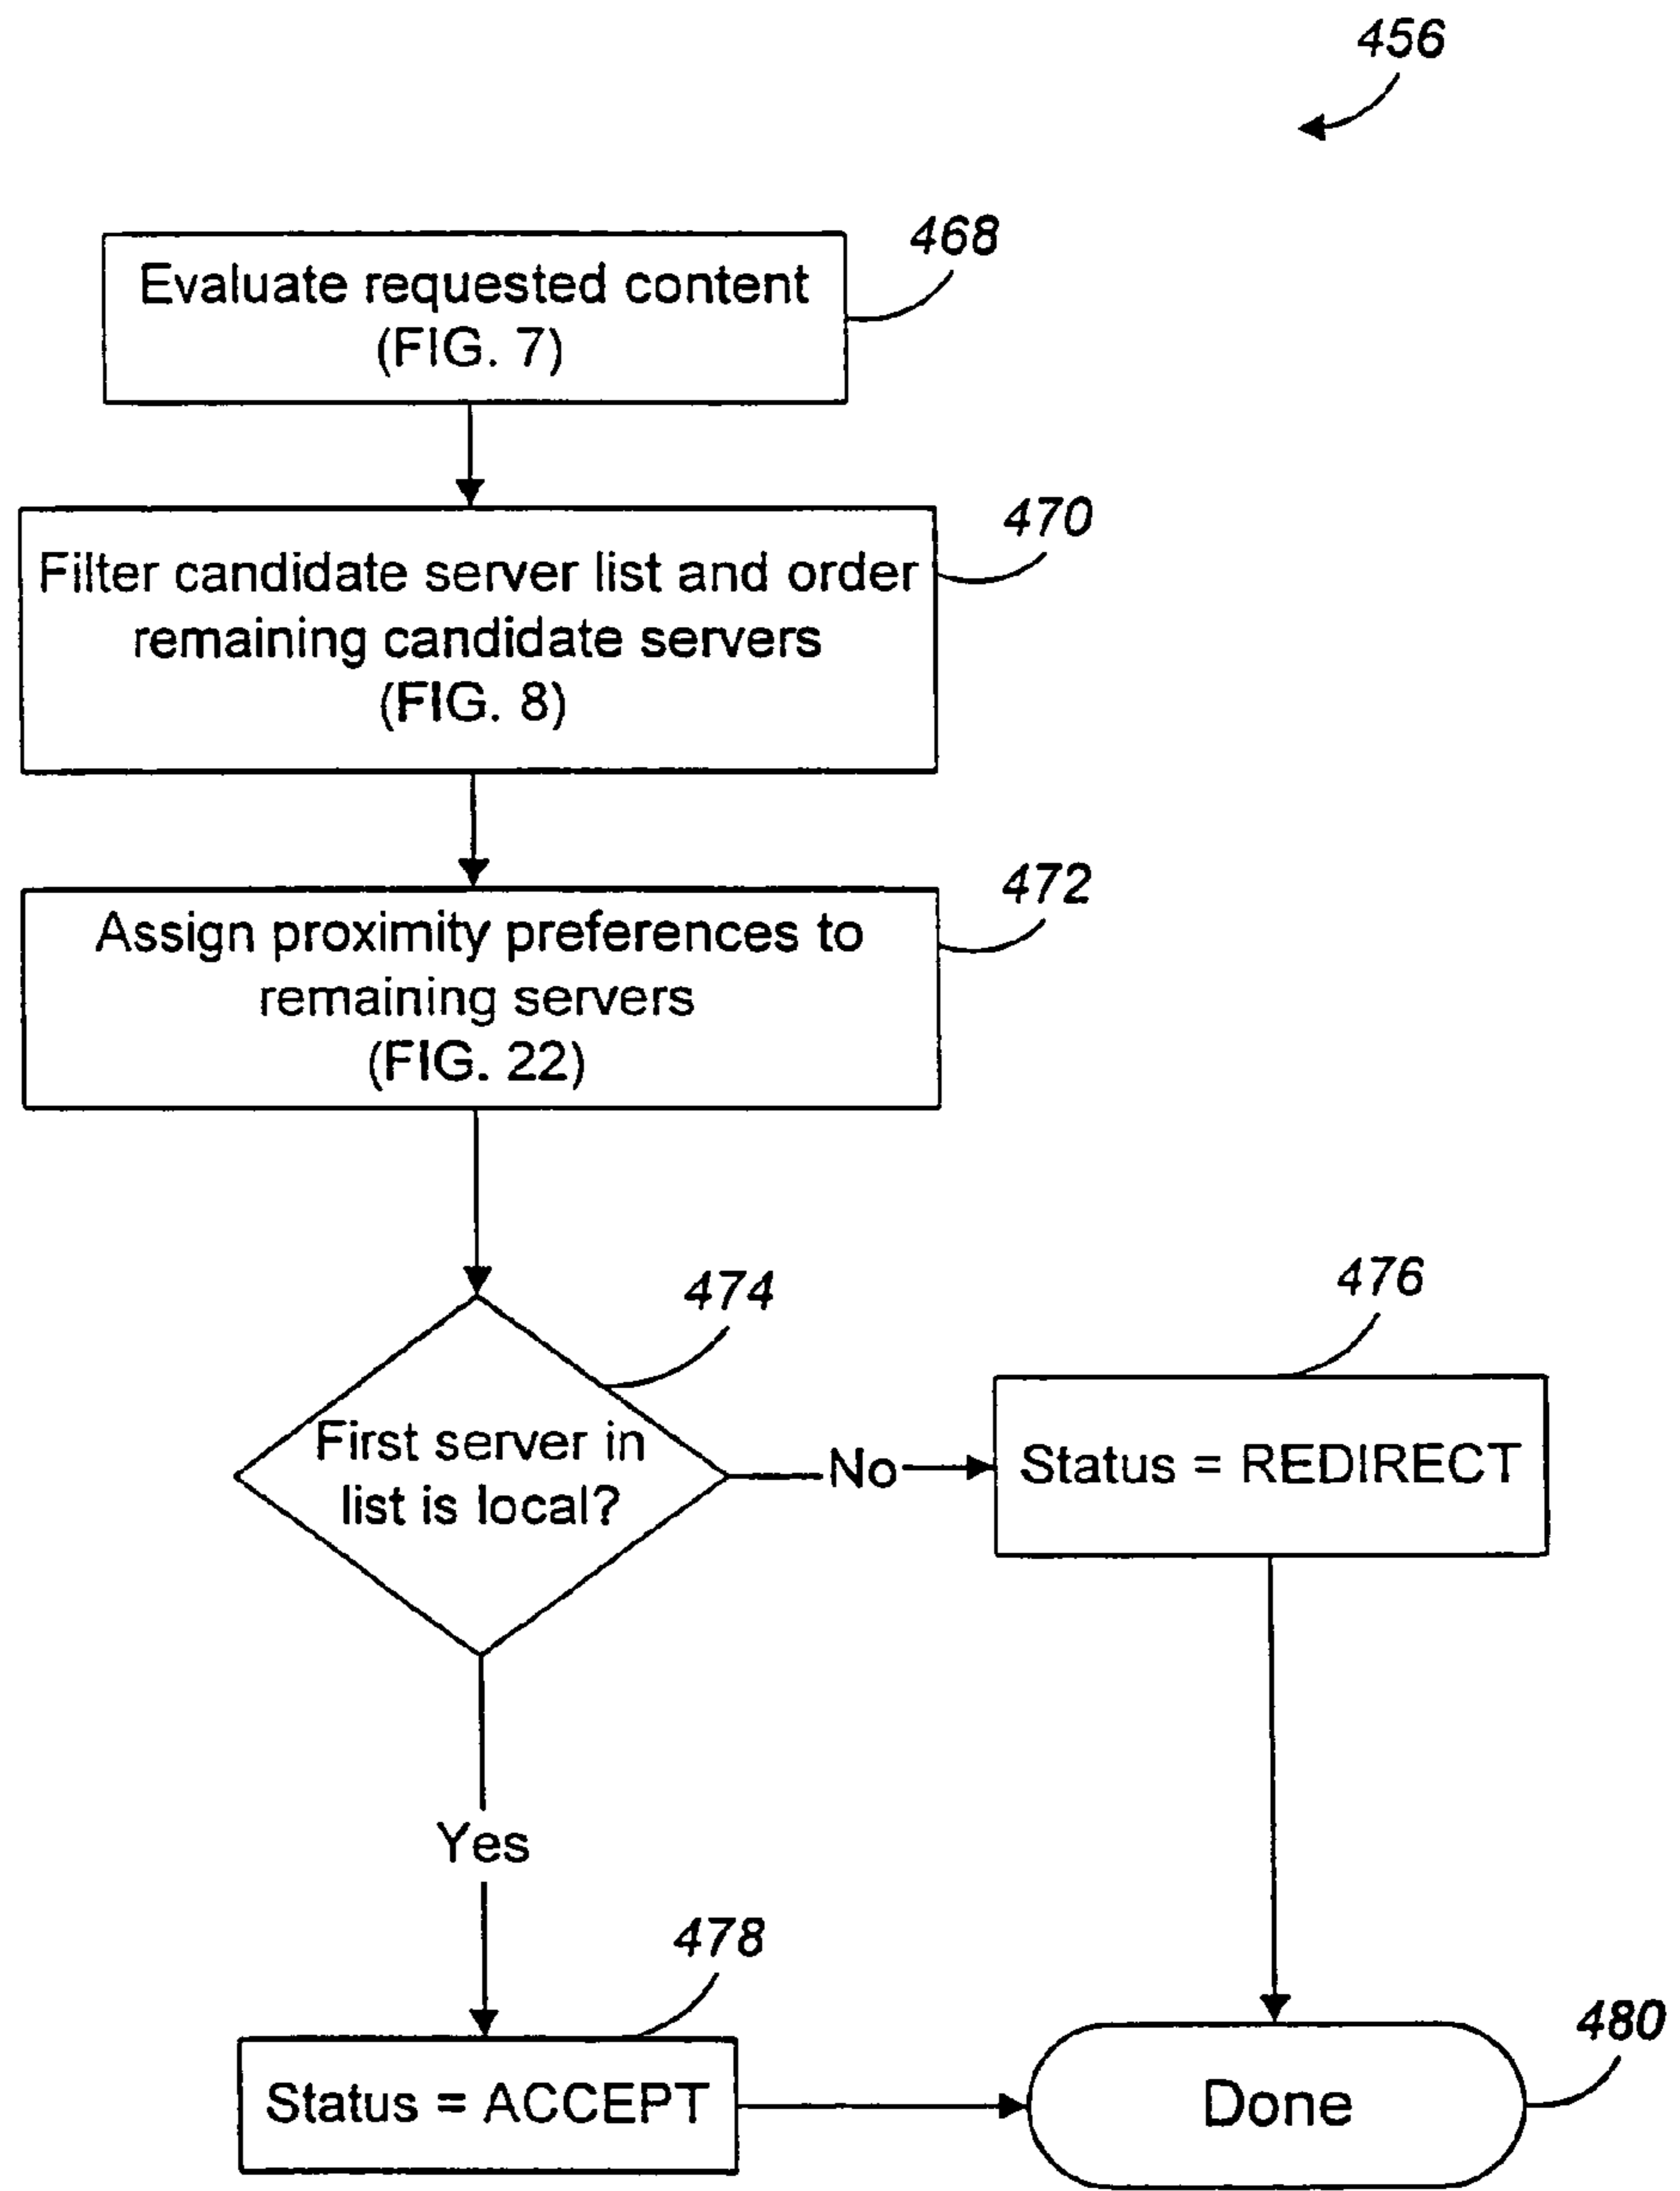 456
468
Evaluate requested content
(FIG. 7)
470
Filter candidate server list and order
remaining candidate servers
(FIG. 8)
472
Assign proximity preferences to
remaining servers
(FIG. 22)
474
First server in
list is local?
No
476
Status = REDIRECT
Yes
478
Status = ACCEPT
480
Done